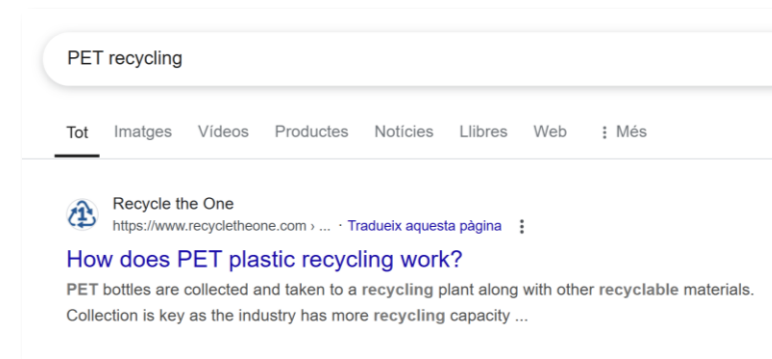 PET recycling
Tot Imatges Vídeos Productes Notícies Llibres Web ⋮ Més
Recycle the One
https://www.recycletheone.com › ... · Tradueix aquesta pàgina ⋮
How does PET plastic recycling work?
PET bottles are collected and taken to a recycling plant along with other recyclable materials.
Collection is key as the industry has more recycling capacity ...